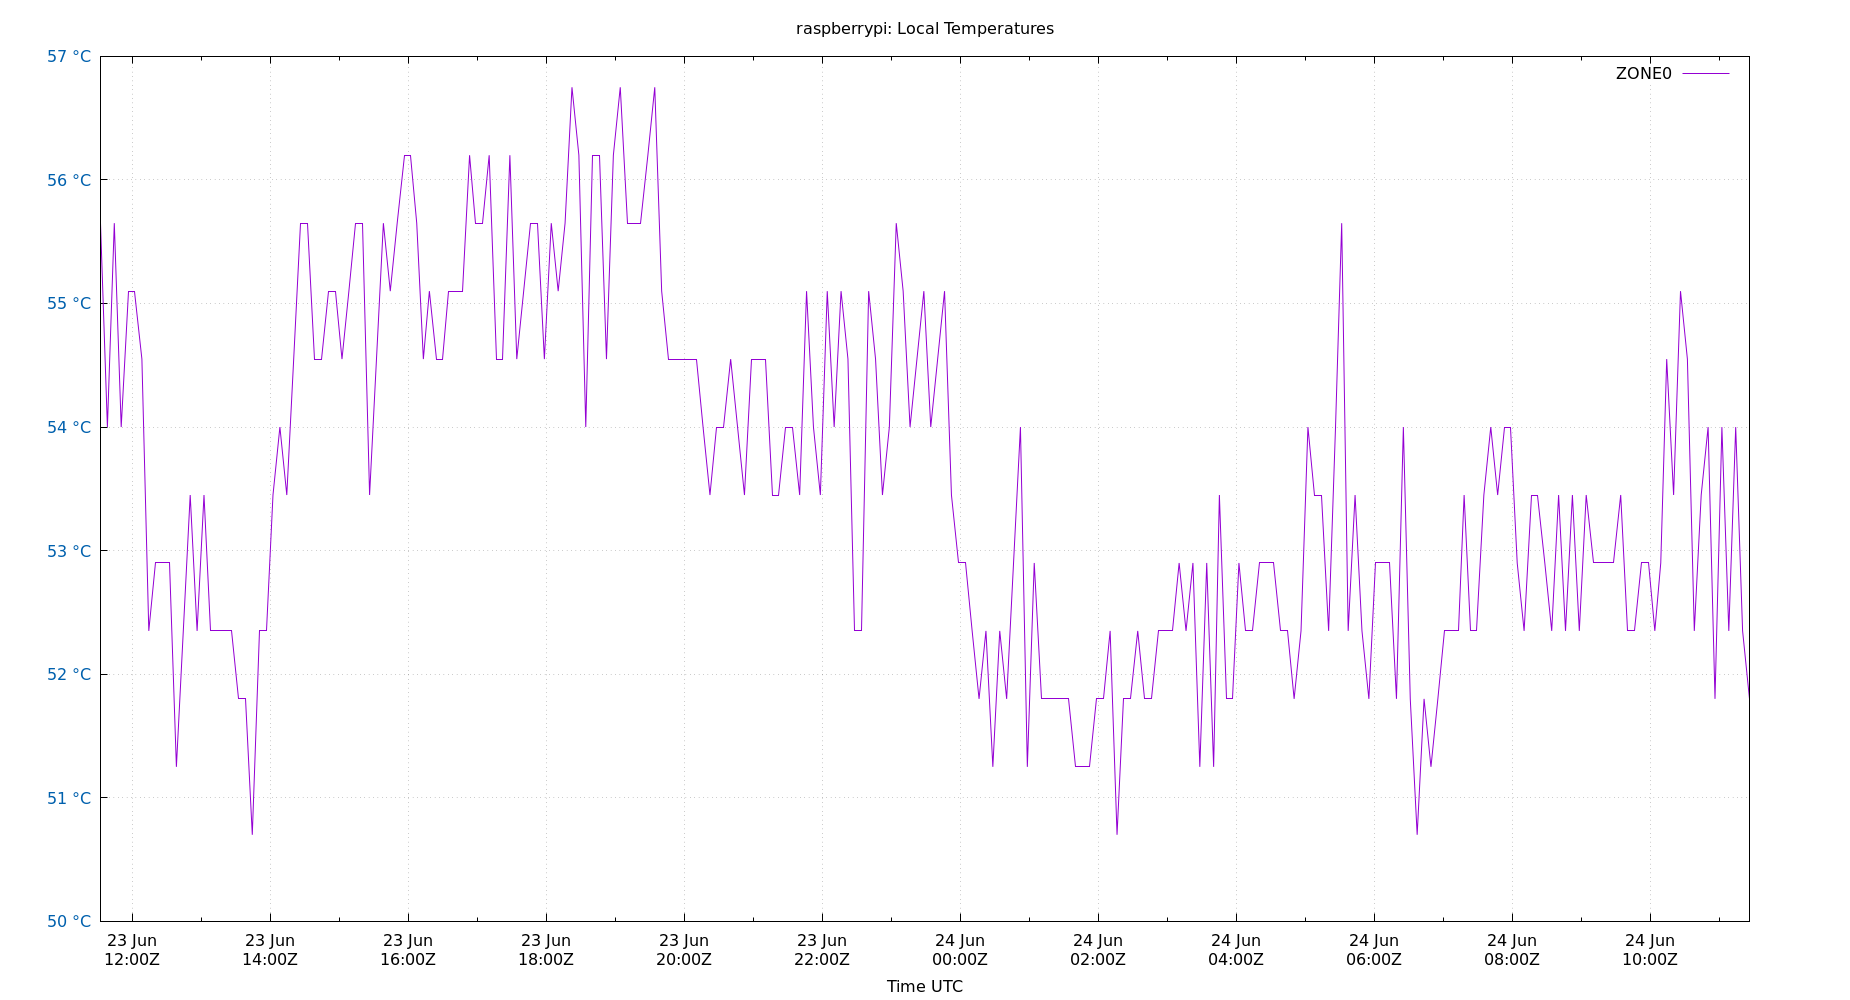 raspberrypi: Local Temperatures
57 °C
ZONE0
56 °C
55 °C
54 °C
53 °C
52 °C
51 °C
50 °C
23 Jun 23 Jun 23 Jun 23 Jun 23 Jun 23 Jun 24 Jun 24 Jun 24 Jun 24 Jun 24 Jun 24 Jun
12:00Z 14:00Z 16:00Z 18:00Z 20:00Z 22:00Z 00:00Z 02:00Z 04:00Z 06:00Z 08:00Z 10:00Z
Time UTC